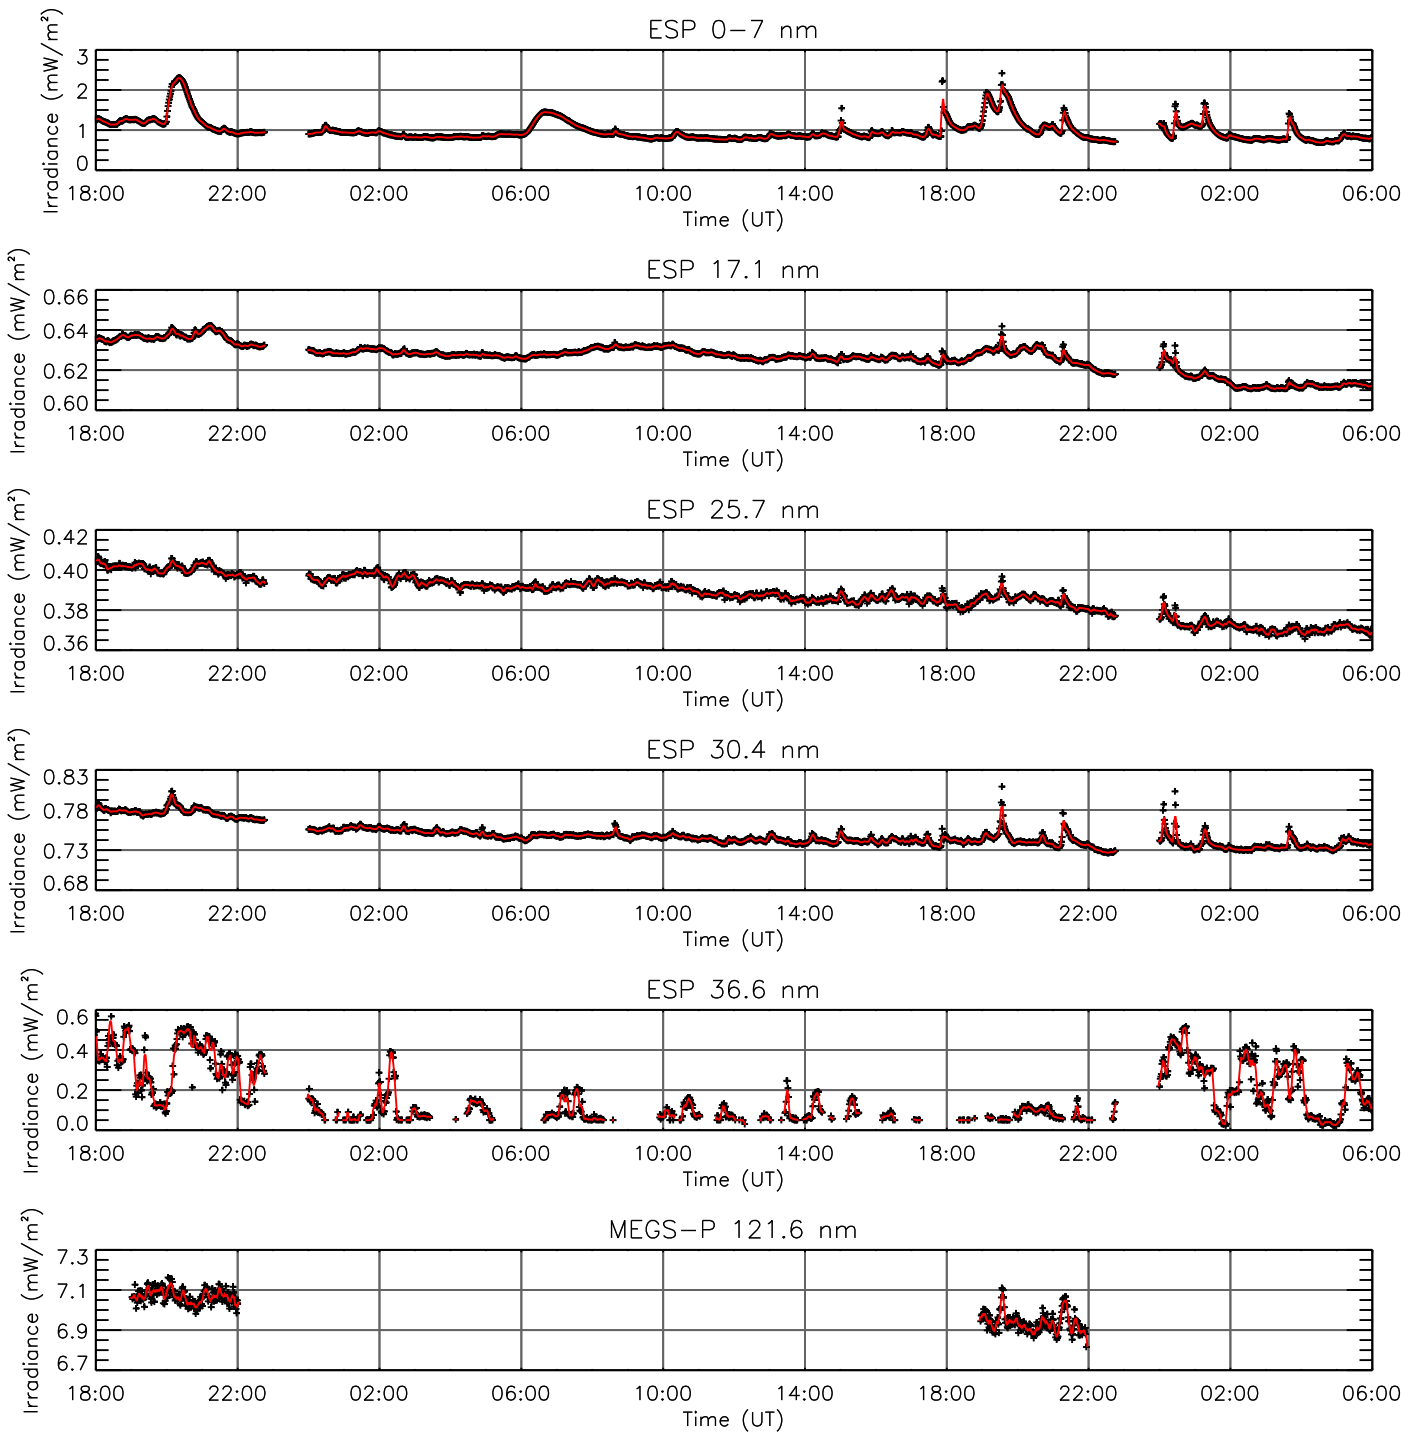 ESP 0-7 nm
Irradiance (mW/m²)
3
2
1
0
18:00 22:00 02:00 06:00 10:00 14:00 18:00 22:00 02:00 06:00
Time (UT)
ESP 17.1 nm
Irradiance (mW/m²)
0.66
0.64
0.62
0.60
18:00 22:00 02:00 06:00 10:00 14:00 18:00 22:00 02:00 06:00
Time (UT)
ESP 25.7 nm
Irradiance (mW/m²)
0.42
0.40
0.38
0.36
18:00 22:00 02:00 06:00 10:00 14:00 18:00 22:00 02:00 06:00
Time (UT)
ESP 30.4 nm
Irradiance (mW/m²)
0.83
0.78
0.73
0.68
18:00 22:00 02:00 06:00 10:00 14:00 18:00 22:00 02:00 06:00
Time (UT)
ESP 36.6 nm
Irradiance (mW/m²)
0.6
0.4
0.2
0.0
18:00 22:00 02:00 06:00 10:00 14:00 18:00 22:00 02:00 06:00
Time (UT)
MEGS-P 121.6 nm
Irradiance (mW/m²)
7.3
7.1
6.9
6.7
18:00 22:00 02:00 06:00 10:00 14:00 18:00 22:00 02:00 06:00
Time (UT)